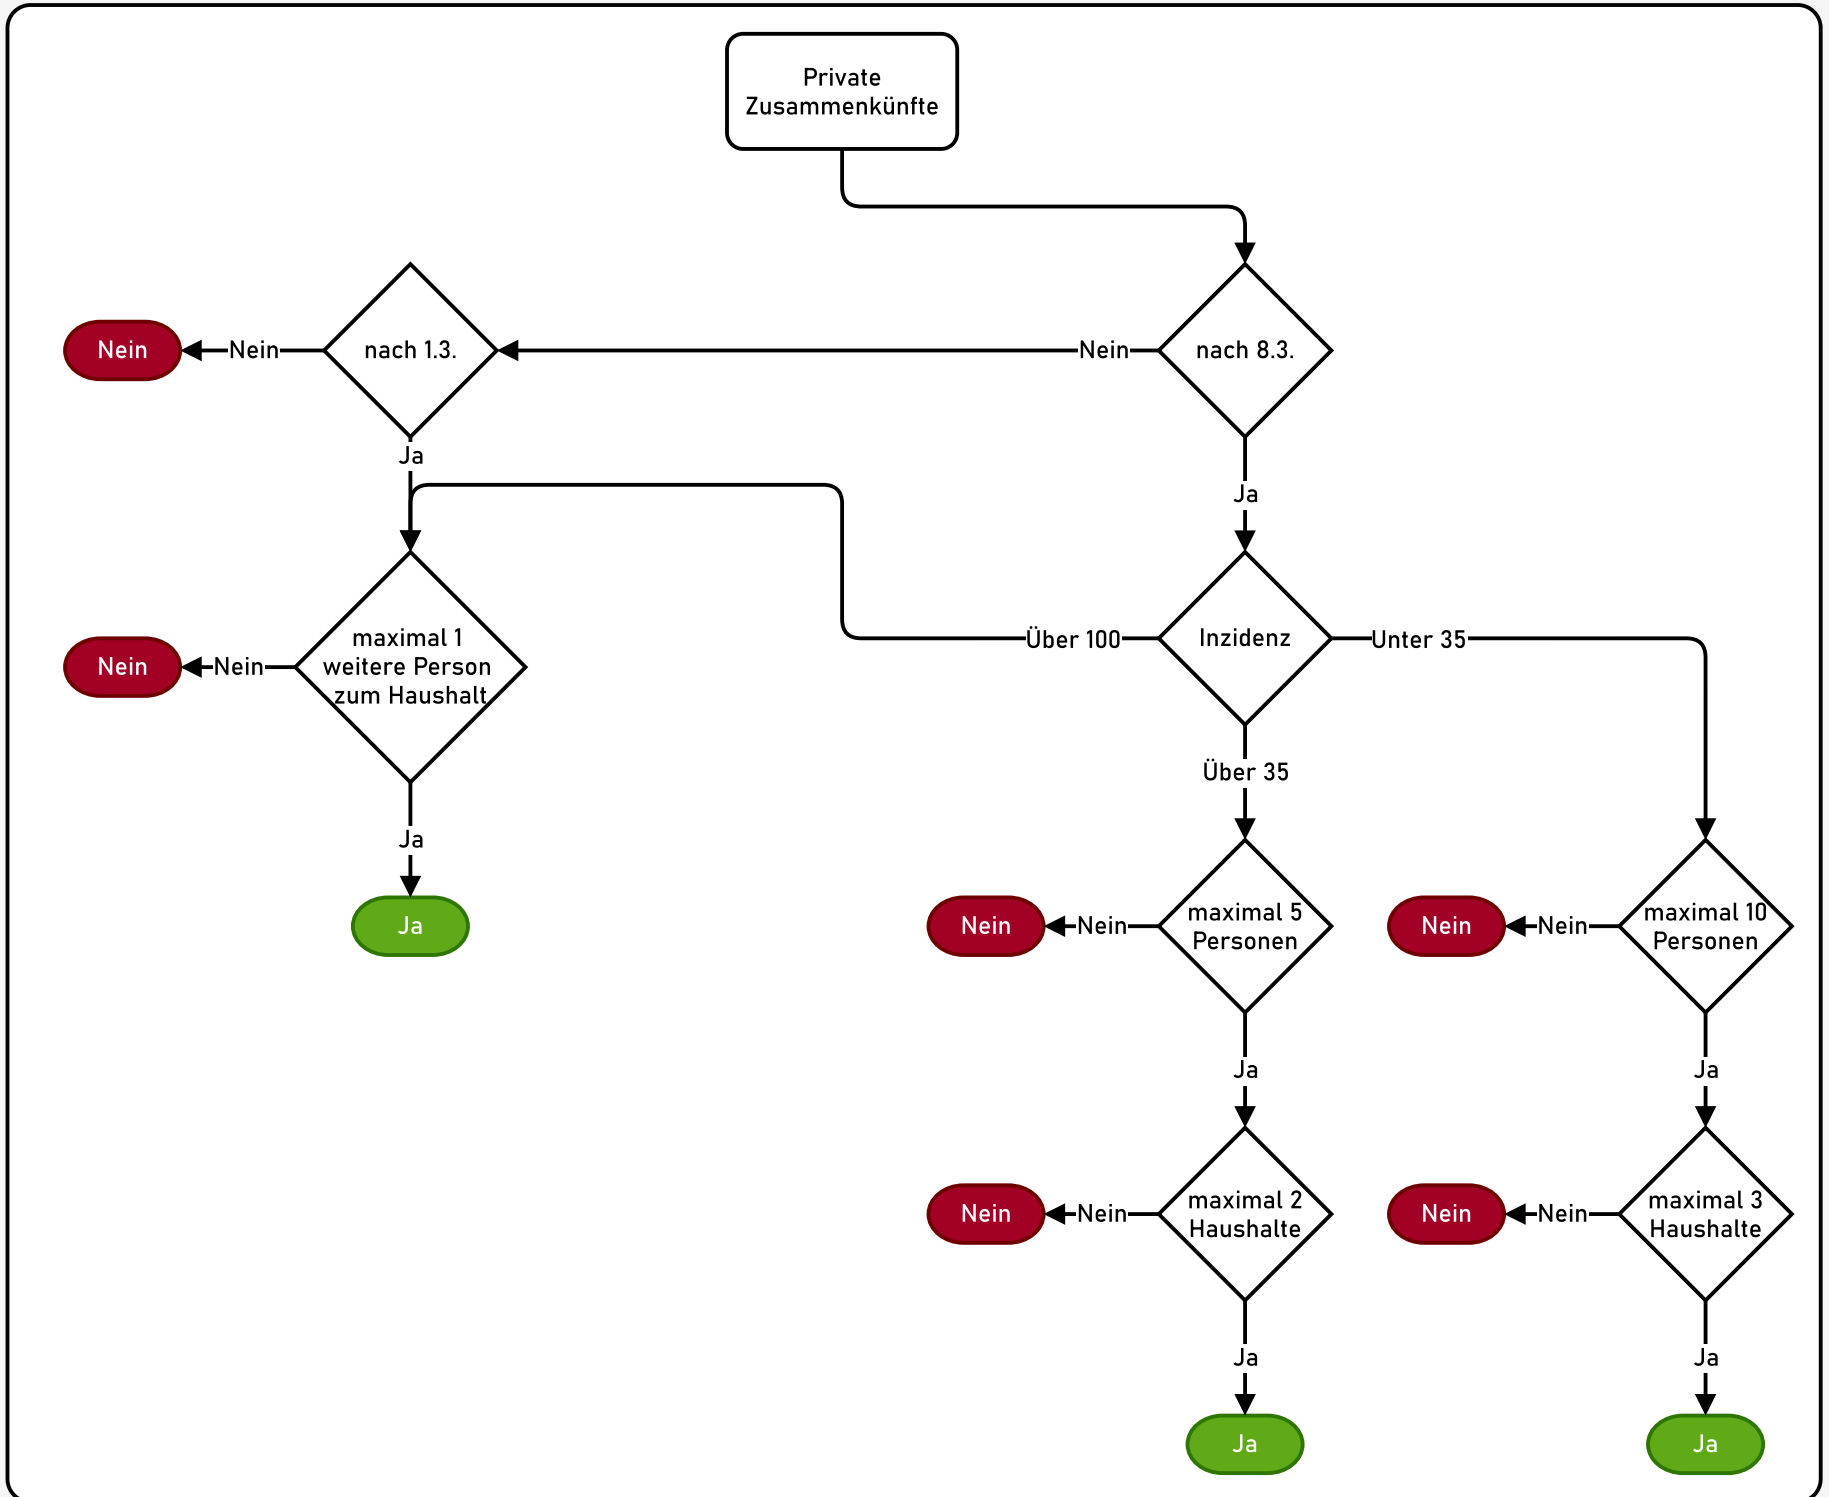 Private
Zusammenkünfte
Nein
Nein
nach 1.3.
Nein
nach 8.3.
Ja
Ja
Nein
Nein
maximal 1
weitere Person
zum Haushalt
Über 100
Inzidenz
Unter 35
Über 35
Ja
Ja
Nein
Nein
maximal 5
Personen
Nein
Nein
maximal 10
Personen
Ja
Ja
Nein
Nein
maximal 2
Haushalte
Nein
Nein
maximal 3
Haushalte
Ja
Ja
Ja
Ja